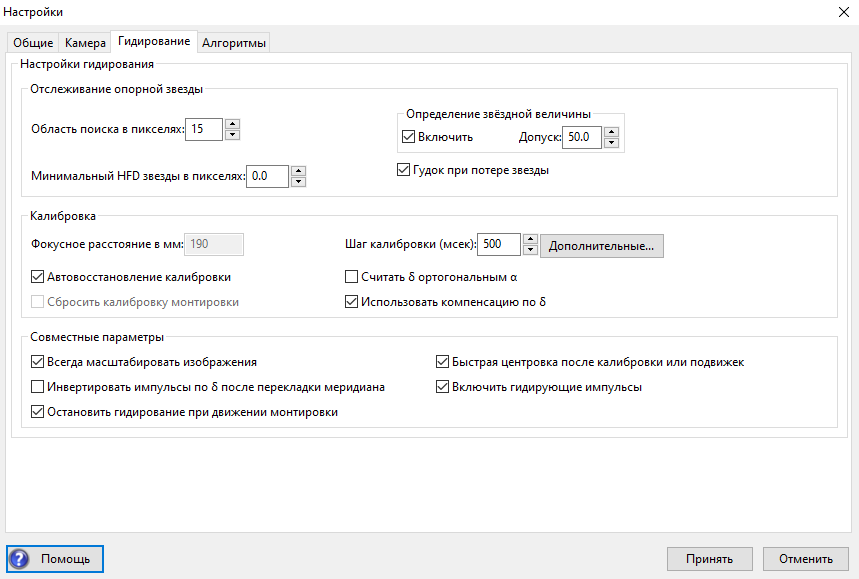 Настройки
Общие Камера Гидирование Алгоритмы
Настройки гидирования
Отслеживание опорной звезды
Область поиска в пикселях: 15
Определение звёздной величины
Включить Допуск: 50.0
Минимальный HFD звезды в пикселях: 0.0
Гудок при потере звезды
Калибровка
Фокусное расстояние в мм: 190 Шаг калибровки (мсек): 500 Дополнительные...
Автовосстановление калибровки Считать δ ортогональным α
Сбросить калибровку монтировки Использовать компенсацию по δ
Совместные параметры
Всегда масштабировать изображения Быстрая центровка после калибровки или подвижек
Инвертировать импульсы по δ после перекладки меридиана Включить гидирующие импульсы
Остановить гидирование при движении монтировки
? Помощь Принять Отменить